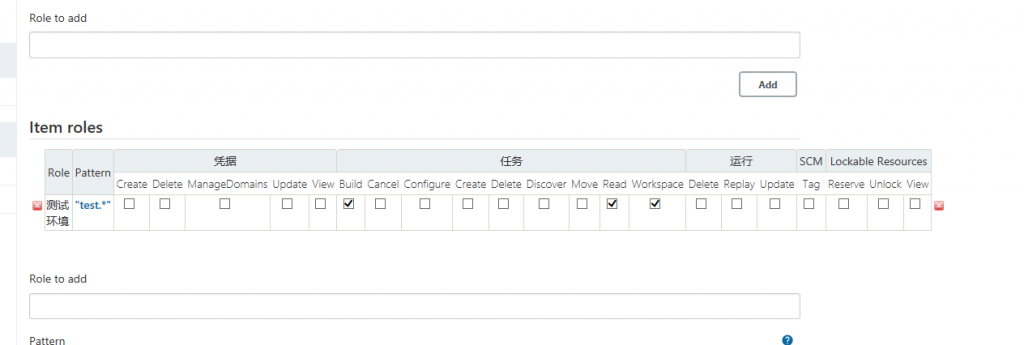 Role to add
Add
Item roles
Role Pattern 凭据 任务 运行 SCM Lockable Resources
Create Delete ManageDomains Update View Build Cancel Configure Create Delete Discover Move Read Workspace Delete Replay Update Tag Reserve Unlock View
测试 "test.*"
环境
Role to add
Pattern